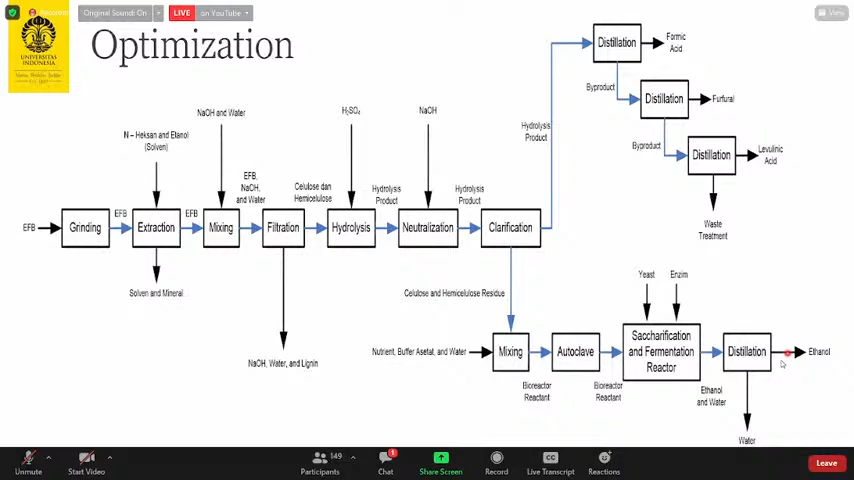 Recording
Original Sound: On
LIVE on YouTube
View
UNIVERSITAS
INDONESIA
Optimization
Distillation
Formic
Acid
Byproduct
Distillation
Furfural
Hydrolysis
Product
Byproduct
Distillation
Levulinic
Acid
Waste
Treatment
NaOH and Water
H₂SO₄
NaOH
N – Heksan and Etanol
(Solven)
EFB,
NaOH,
and Water
Celulose dan
Hemicelulose
Hydrolysis
Product
Hydrolysis
Product
EFB
Grinding
EFB
Extraction
EFB
Mixing
Filtration
Hydrolysis
Neutralization
Clarification
Solven and Mineral
NaOH, Water, and Lignin
Celulose and Hemicelulose Residue
Yeast
Enzim
Nutrient, Buffer Asetat, and Water
Mixing
Autoclave
Saccharification
and Fermentation
Reactor
Distillation
Ethanol
Bioreactor
Reactant
Bioreactor
Reactant
Ethanol
and Water
Water
Unmute
Start Video
149
Participants
1
Chat
Share Screen
Record
CC
Live Transcript
Reactions
Leave